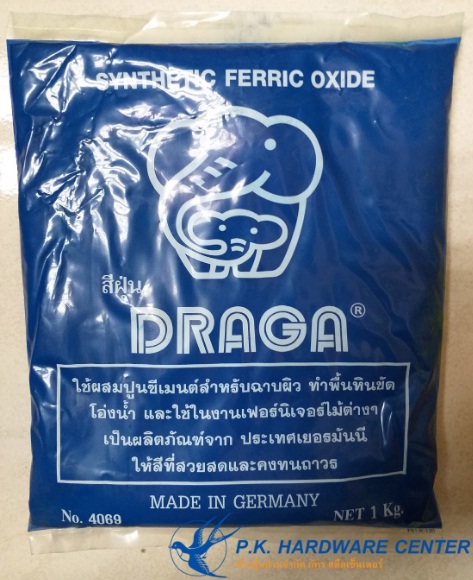 SYNTHETIC FERRIC OXIDE
สีฝุ่น
DRAGA®
ใช้ผสมปูนซีเมนต์สำหรับฉาบผิว ทำพื้นหินขัด
โอ่งน้ำ และใช้ในงานเฟอร์นิเจอร์ไม้ต่างๆ
เป็นผลิตภัณฑ์จาก ประเทศเยอรมันนี
ให้สีที่สวยสดและคงทนถาวร
MADE IN GERMANY
No. 4069
NET 1 Kg.
P.K. HARDWARE CENTER